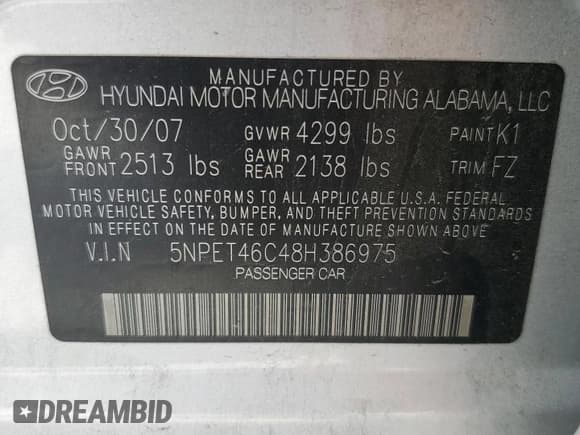 MANUFACTURED BY
HYUNDAI MOTOR MANUFACTURING ALABAMA, LLC
Oct/30/07 GVWR 4299 lbs PAINT K1
GAWR FRONT 2513 lbs GAWR REAR 2138 lbs TRIM FZ
THIS VEHICLE CONFORMS TO ALL APPLICABLE U.S.A. FEDERAL
MOTOR VEHICLE SAFETY, BUMPER, AND THEFT PREVENTION STANDARDS
IN EFFECT ON THE DATE OF MANUFACTURE SHOWN ABOVE
V.I.N 5NPET46C48H386975
PASSENGER CAR
DREAMBID